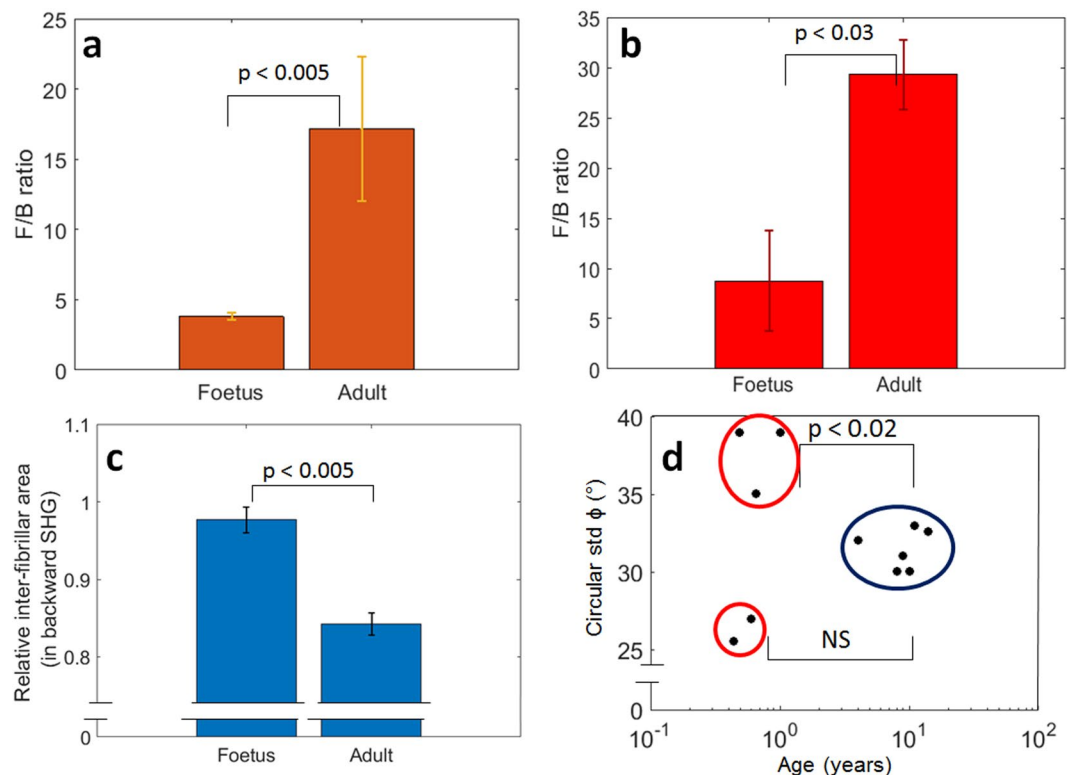 a
p < 0.005
F/B ratio
25
20
15
10
5
0
Foetus Adult
b
p < 0.03
F/B ratio
35
30
25
20
15
10
5
0
Foetus Adult
c
p < 0.005
Relative inter-fibrillar area
(in backward SHG)
1.1
1
0.9
0.8
0
Foetus Adult
d
p < 0.02
NS
Circular std ϕ (°)
40
35
30
25
0
10⁻¹ 10⁰ 10¹ 10²
Age (years)